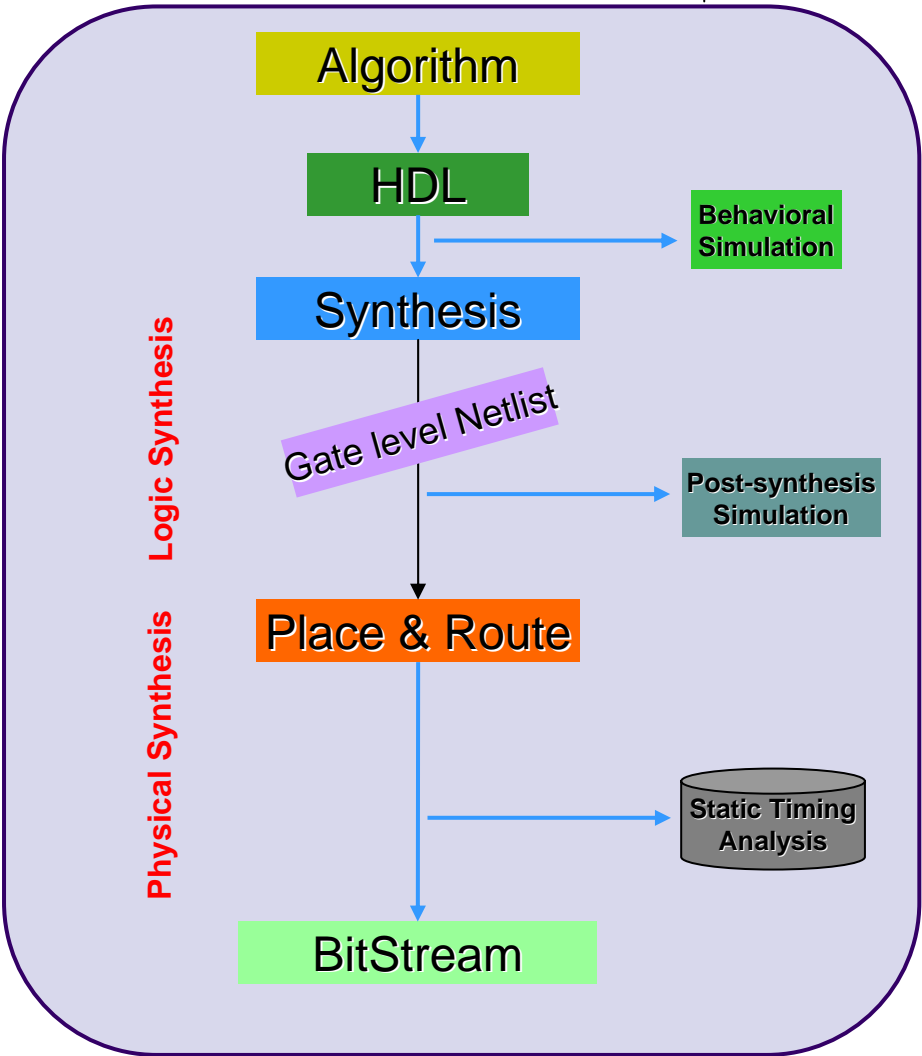 Algorithm
HDL
Behavioral
Simulation
Synthesis
Logic Synthesis
Gate level Netlist
Post-synthesis
Simulation
Place & Route
Physical Synthesis
Static Timing
Analysis
BitStream